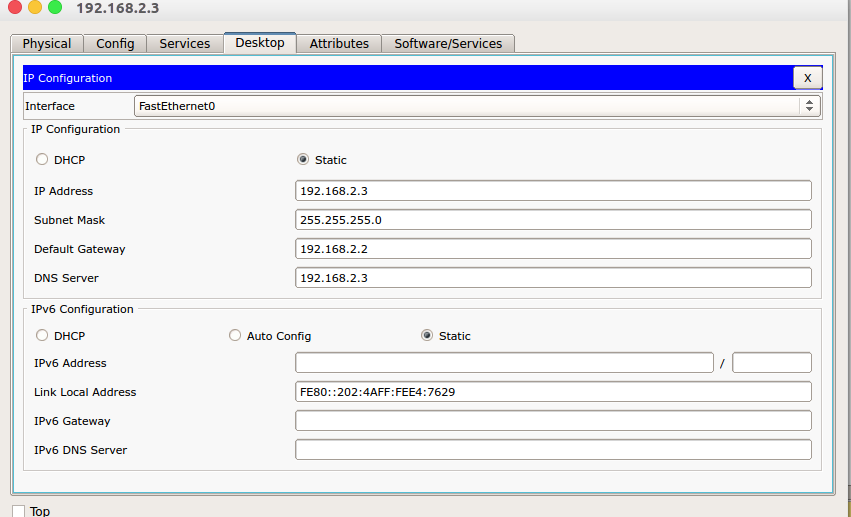 192.168.2.3
Physical Config Services Desktop Attributes Software/Services
IP Configuration X
Interface FastEthernet0
IP Configuration
DHCP Static
IP Address 192.168.2.3
Subnet Mask 255.255.255.0
Default Gateway 192.168.2.2
DNS Server 192.168.2.3
IPv6 Configuration
DHCP Auto Config Static
IPv6 Address /
Link Local Address FE80::202:4AFF:FEE4:7629
IPv6 Gateway
IPv6 DNS Server
Top